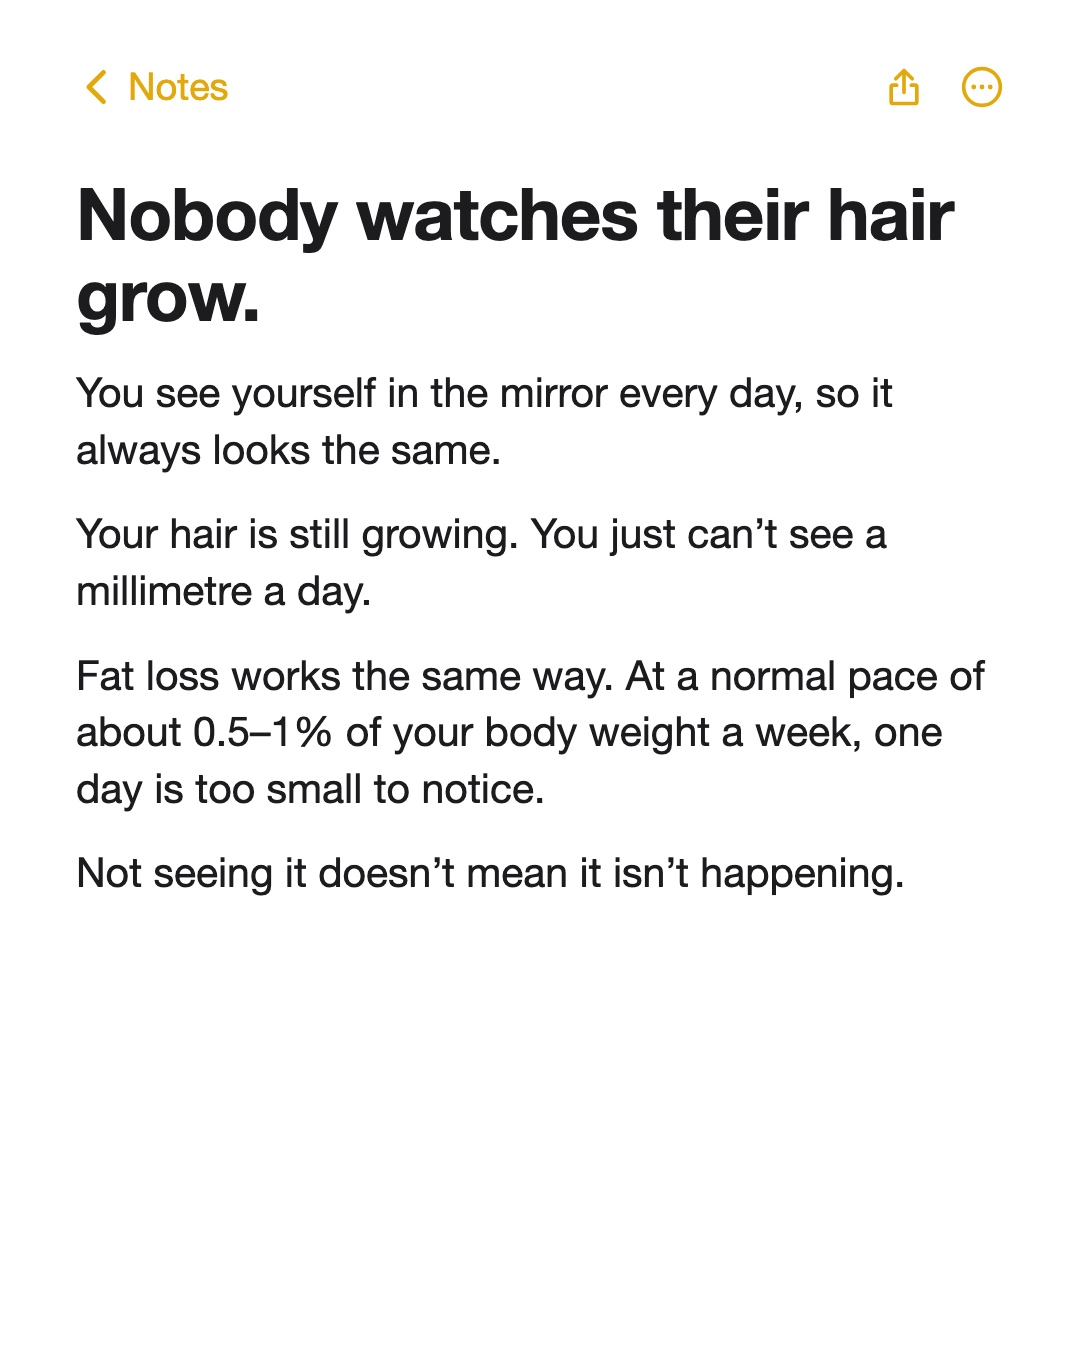 Notes
Nobody watches their hair
grow.
You see yourself in the mirror every day, so it
always looks the same.
Your hair is still growing. You just can’t see a
millimetre a day.
Fat loss works the same way. At a normal pace of
about 0.5–1% of your body weight a week, one
day is too small to notice.
Not seeing it doesn’t mean it isn’t happening.